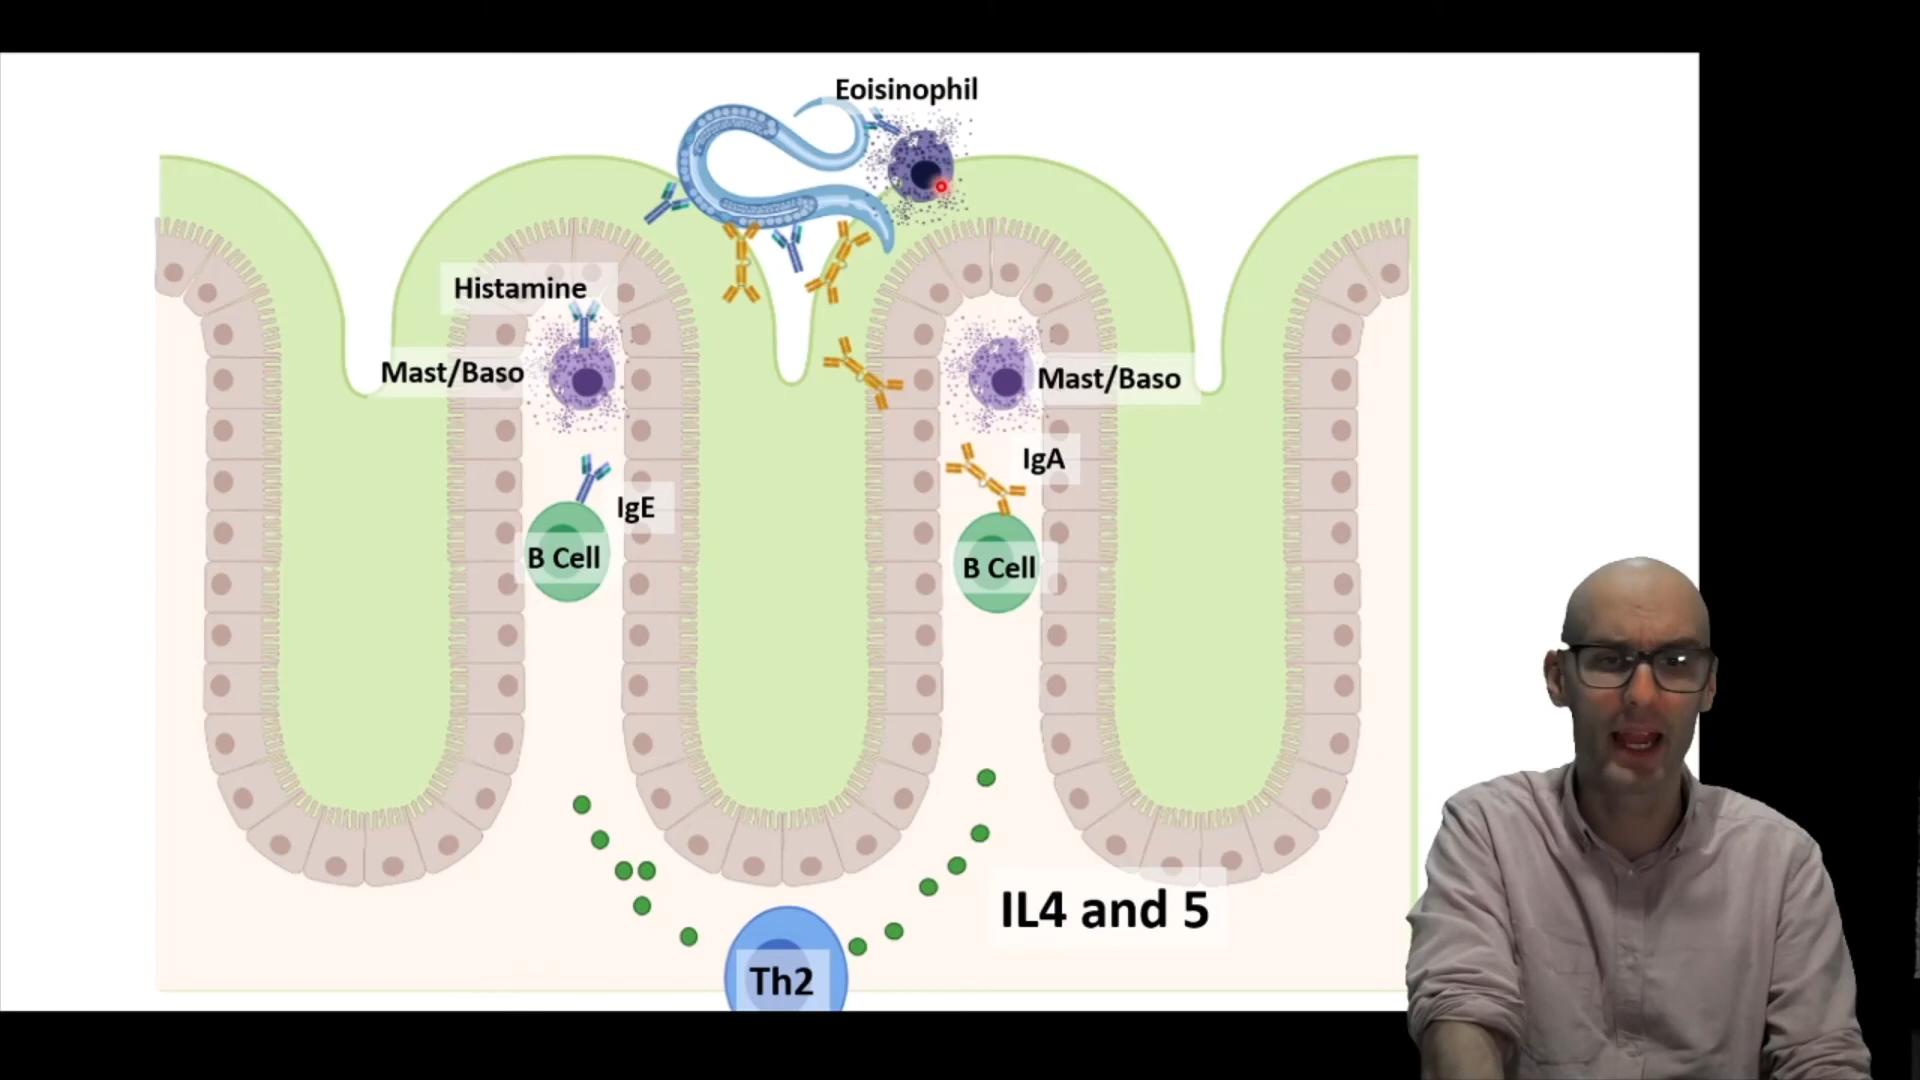 Eoisinophil
Histamine
Mast/Baso
Mast/Baso
IgA
IgE
B Cell
B Cell
IL4 and 5
Th2